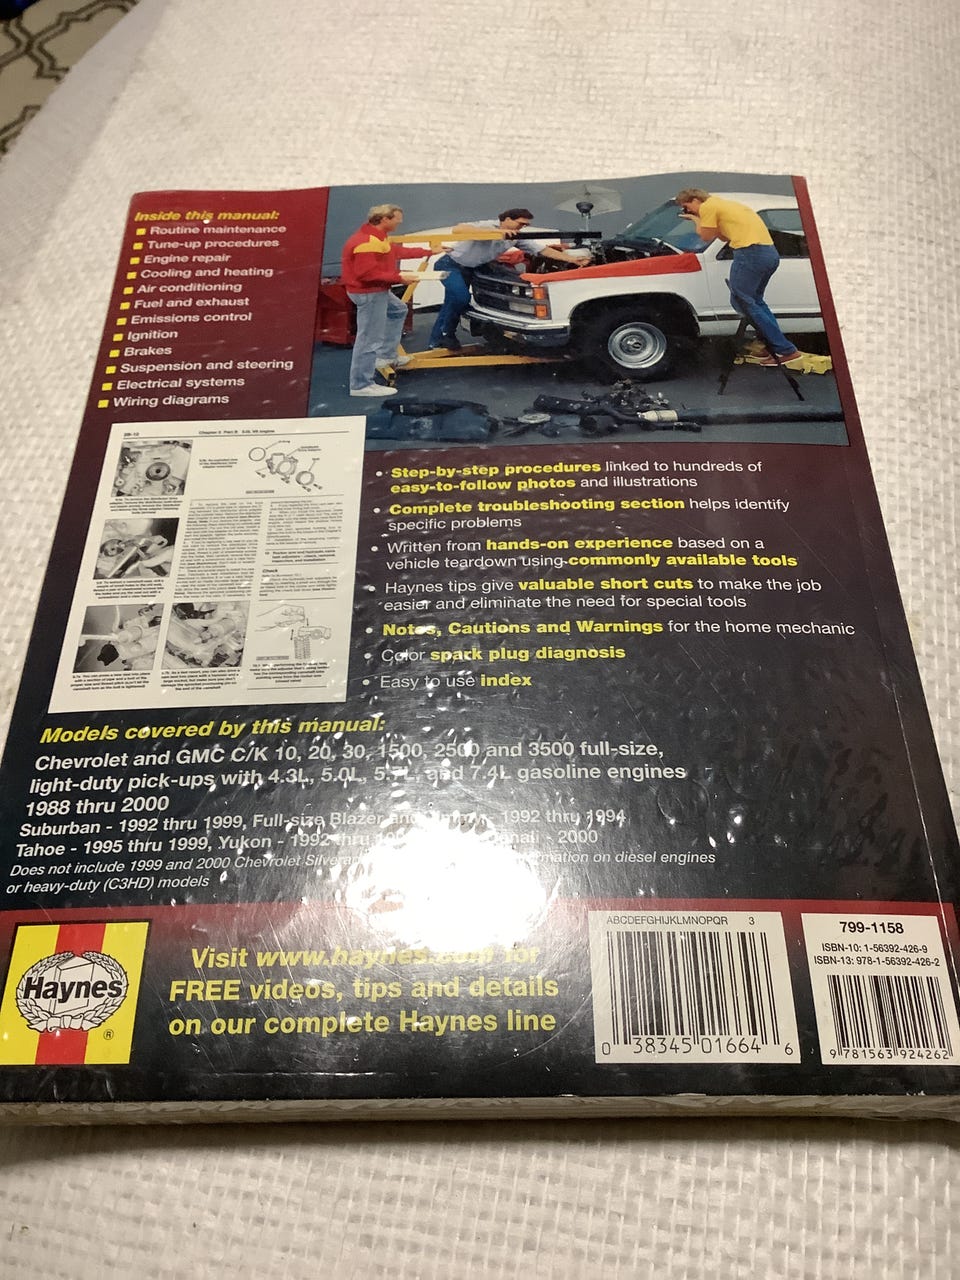 Inside this manual:
Routine maintenance
Tune-up procedures
Engine repair
Cooling and heating
Air conditioning
Fuel and exhaust
Emissions control
Ignition
Brakes
Suspension and steering
Electrical systems
Wiring diagrams
• Step-by-step procedures linked to hundreds of
easy-to-follow photos and illustrations
• Complete troubleshooting section helps identify
specific problems
• Written from hands-on experience based on a
vehicle teardown using commonly available tools
• Haynes tips give valuable short cuts to make the job
easier and eliminate the need for special tools
• Notes, Cautions and Warnings for the home mechanic
• Color spark plug diagnosis
• Easy to use index
Models covered by this manual:
Chevrolet and GMC C/K 10, 20, 30, 1500, 2500 and 3500 full-size,
light-duty pick-ups with 4.3L, 5.0L, 5.7L, and 7.4L gasoline engines
1988 thru 2000
Suburban - 1992 thru 1999, Full-size Blazer and Jimmy - 1992 thru 1994
Tahoe - 1995 thru 1999, Yukon - 1992 thru - 2000
Does not include 1999 and 2000 Chevrolet on diesel engines
or heavy-duty (C3HD) models
Haynes
®
Visit www.haynes.com for
FREE videos, tips and details
on our complete Haynes line
ABCDEFGHIJKLMNOPQR 3
0 38345 01664 6
799-1158
ISBN-10: 1-56392-426-9
ISBN-13: 978-1-56392-426-2
9 781563 924262